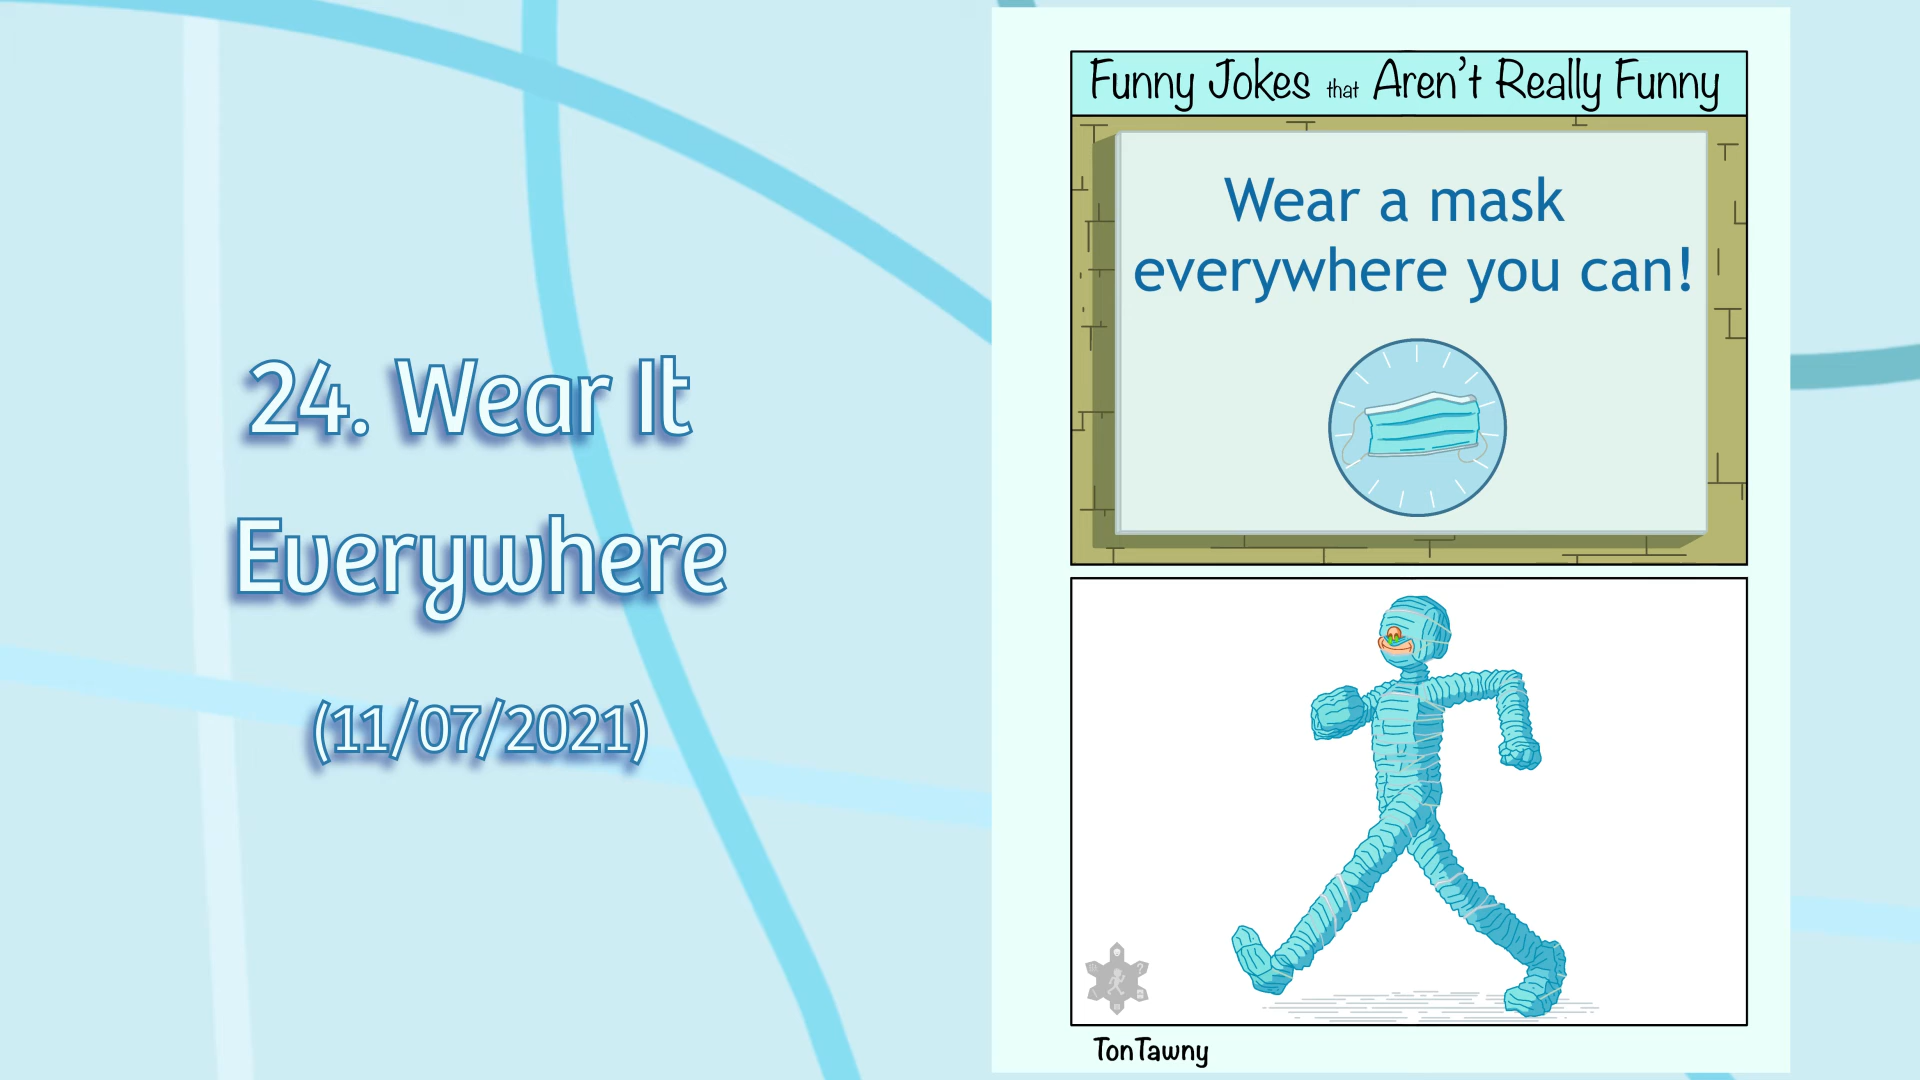 24. Wear It
Everywhere
(11/07/2021)
Funny Jokes that Aren't Really Funny
Wear a mask
everywhere you can!
TonTawny